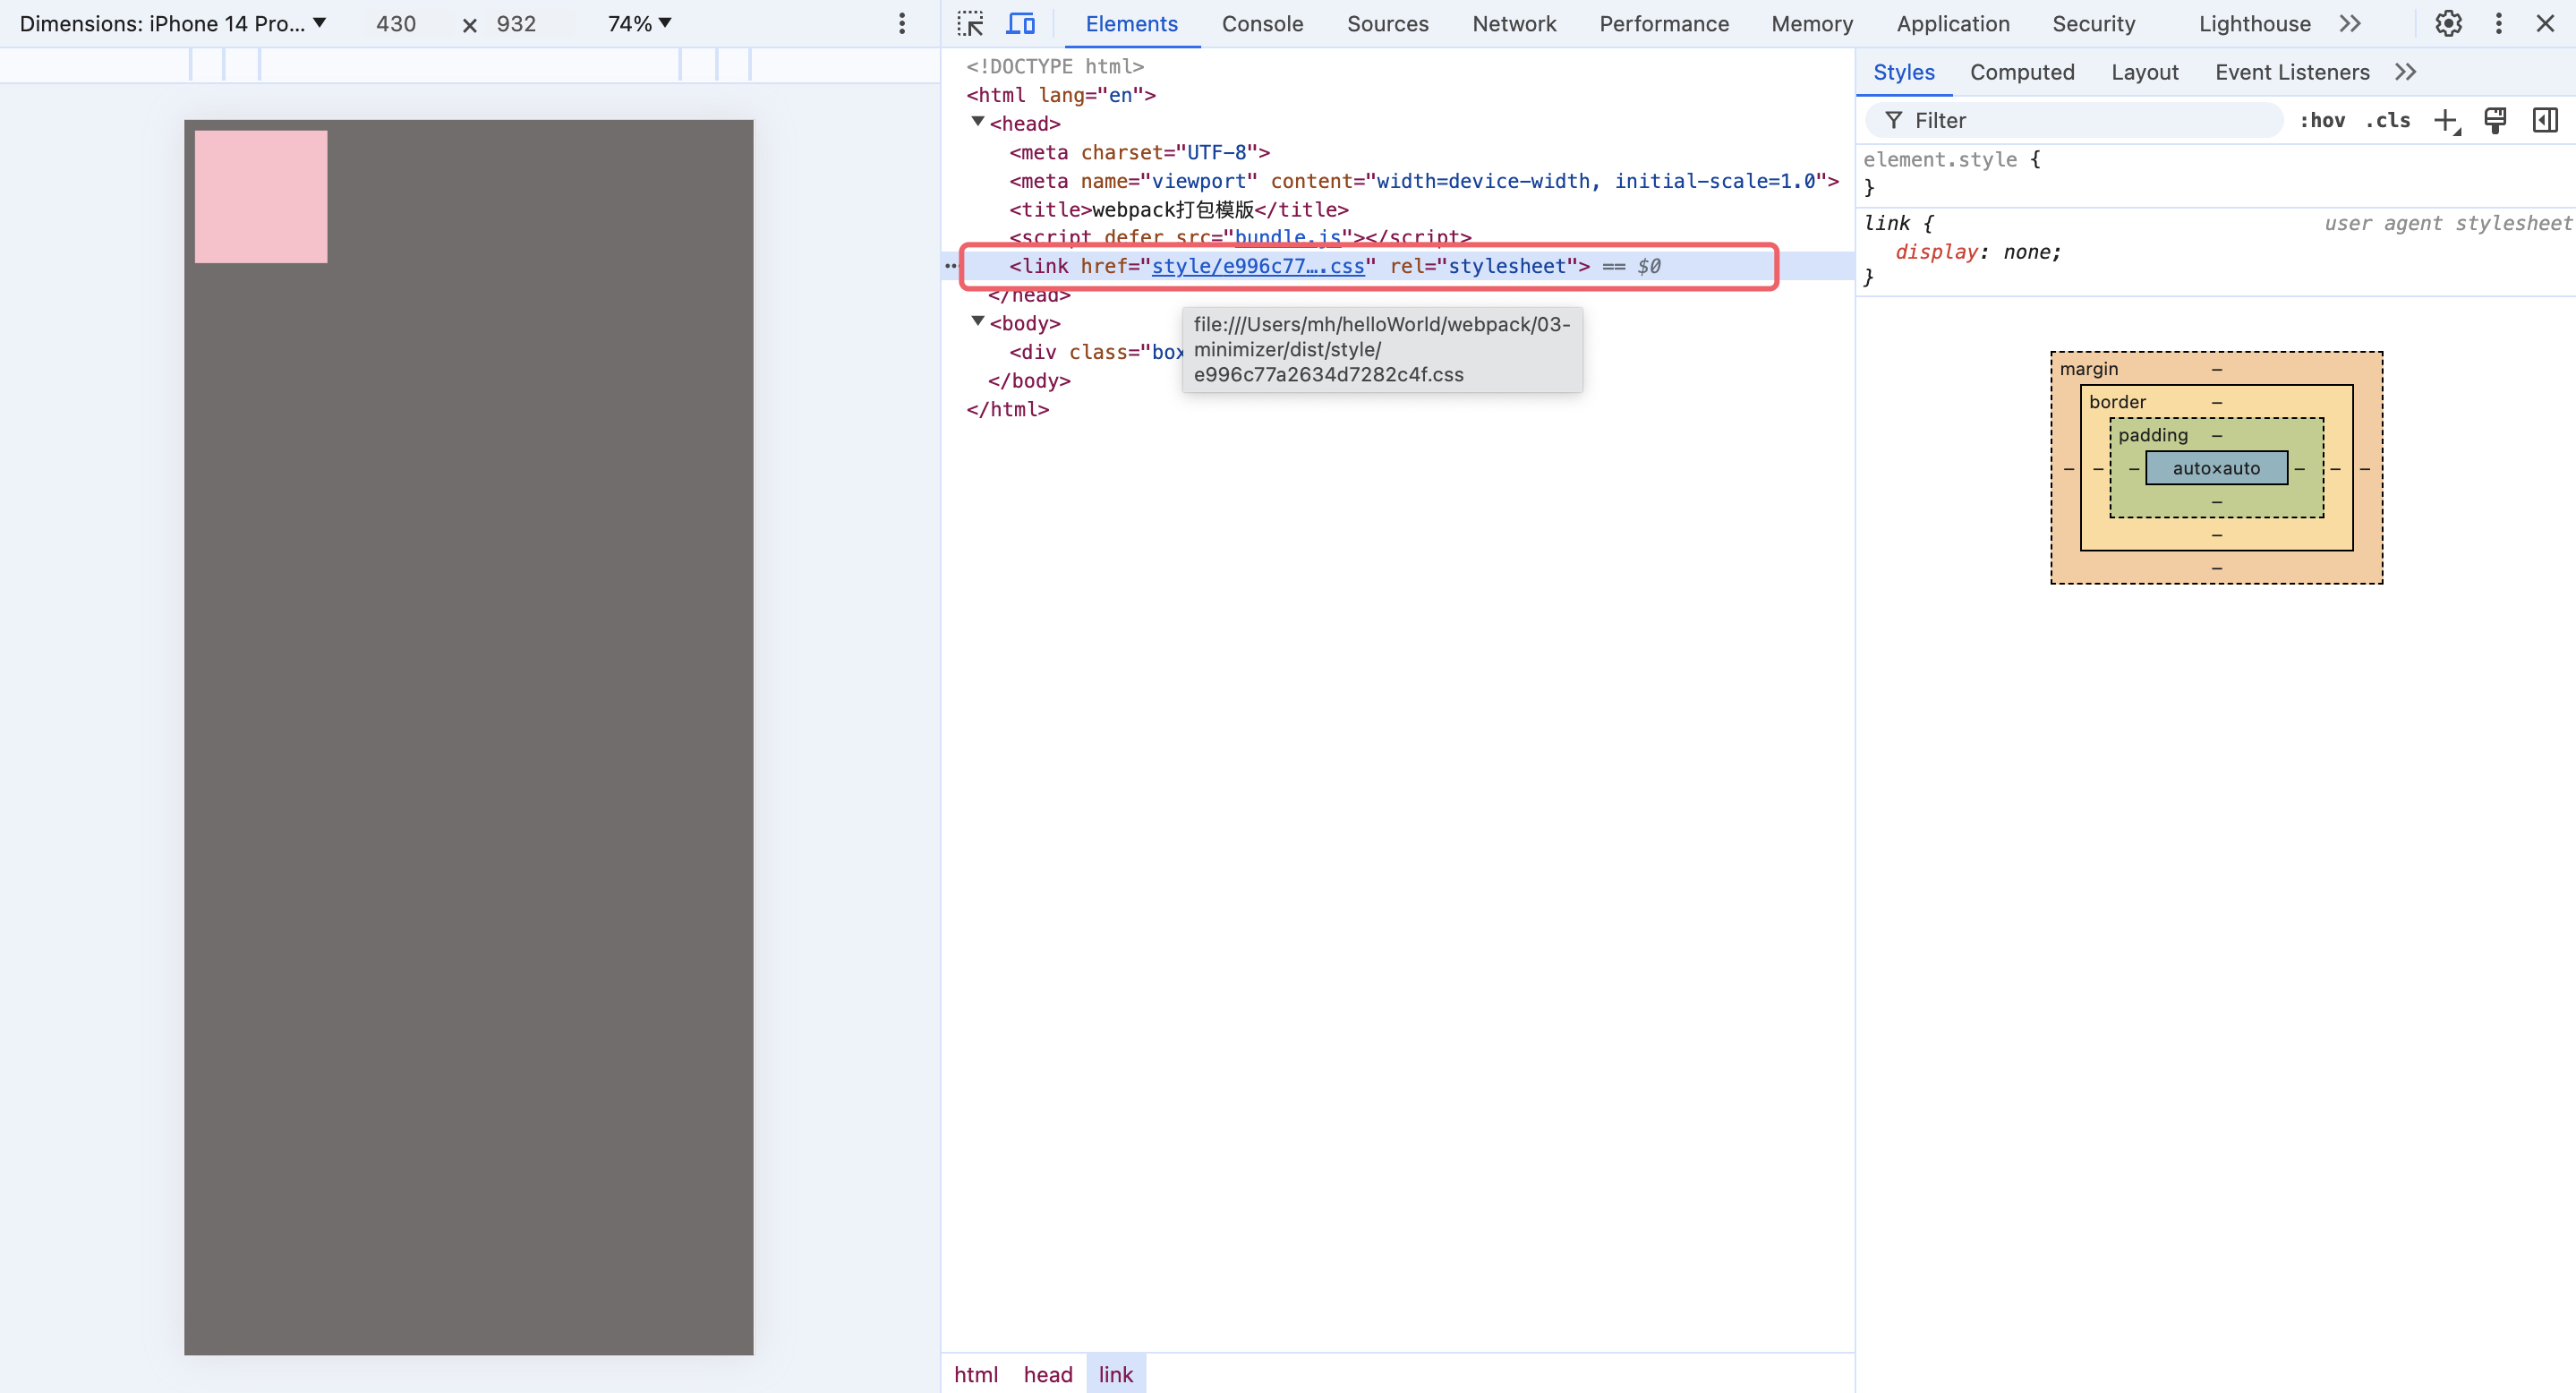 Dimensions: iPhone 14 Pro... 430 × 932 74%
Elements Console Sources Network Performance Memory Application Security Lighthouse
<!DOCTYPE html>
<html lang="en">
<head>
<meta charset="UTF-8">
<meta name="viewport" content="width=device-width, initial-scale=1.0">
<title>webpack打包模版</title>
<script defer src="bundle.js"></script>
<link href="style/e996c77….css" rel="stylesheet"> == $0
</head>
<body>
<div class="box
</body>
</html>
file:///Users/mh/helloWorld/webpack/03-
minimizer/dist/style/
e996c77a2634d7282c4f.css
html head link
Styles Computed Layout Event Listeners
Filter :hov .cls
element.style {
}
link { user agent stylesheet
display: none;
}
margin –
border –
padding –
– – – auto×auto – – –
–
–
–